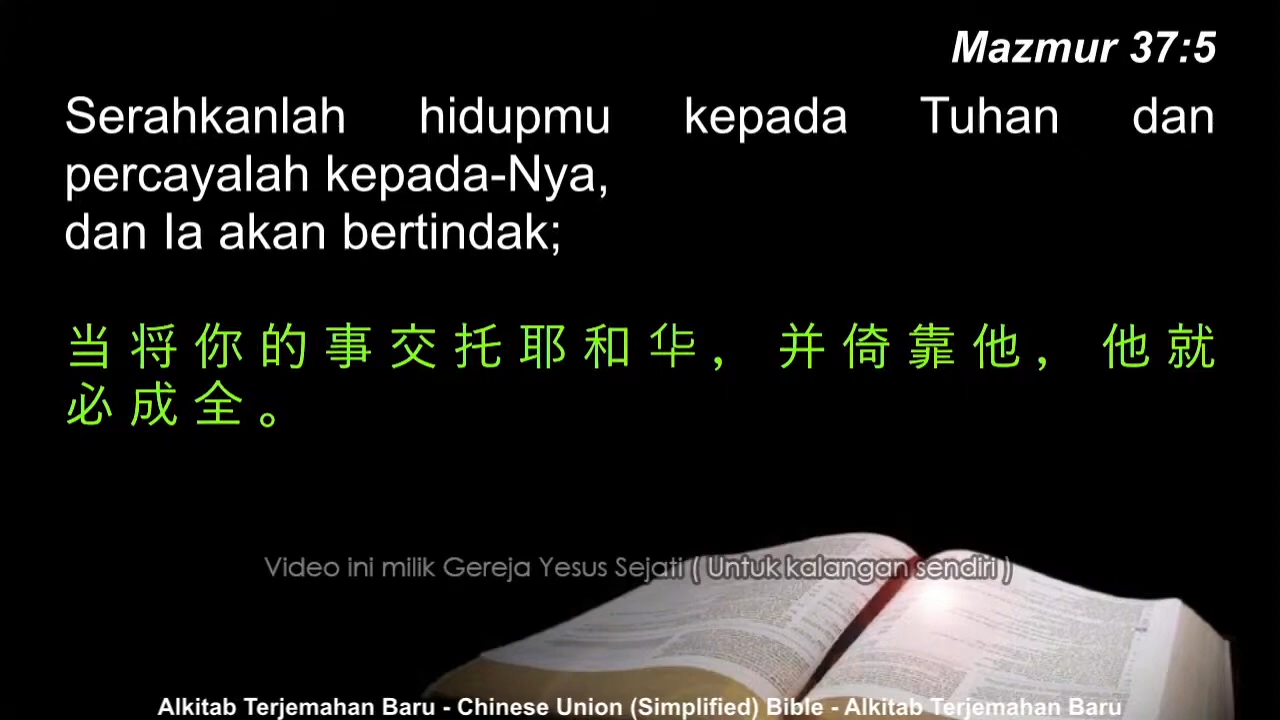 Mazmur 37:5
Serahkanlah hidupmu kepada Tuhan dan
percayalah kepada-Nya,
dan Ia akan bertindak;
当将你的事交托耶和华，并倚靠他，他就
必成全。
Video ini milik Gereja Yesus Sejati ( Untuk kalangan sendiri )
Alkitab Terjemahan Baru - Chinese Union (Simplified) Bible - Alkitab Terjemahan Baru